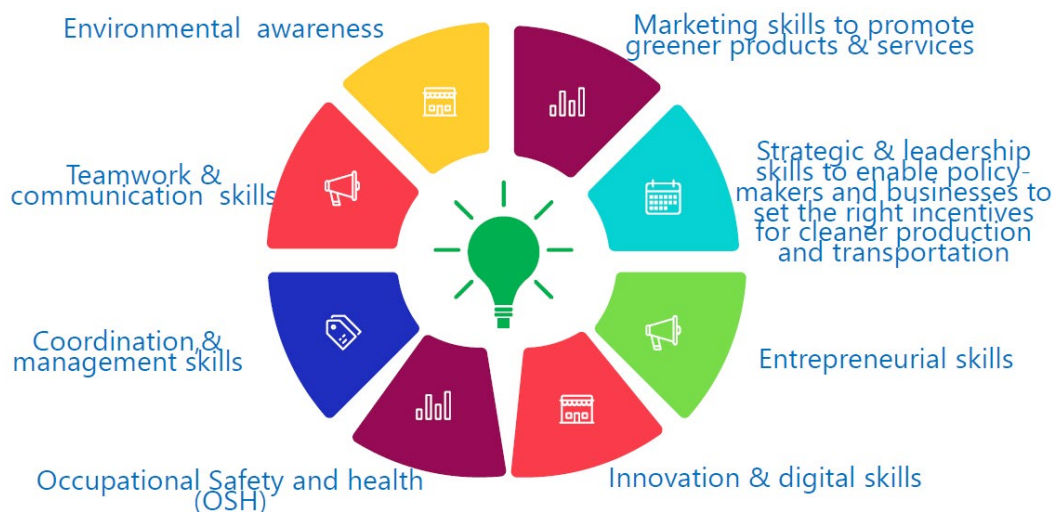 Environmental awareness
Marketing skills to promote
greener products & services
Teamwork &
communication skills
Strategic & leadership
skills to enable policy-
makers and businesses to
set the right incentives
for cleaner production
and transportation
Coordination,&
management skills
Entrepreneurial skills
Occupational Safety and health
(OSH)
Innovation & digital skills